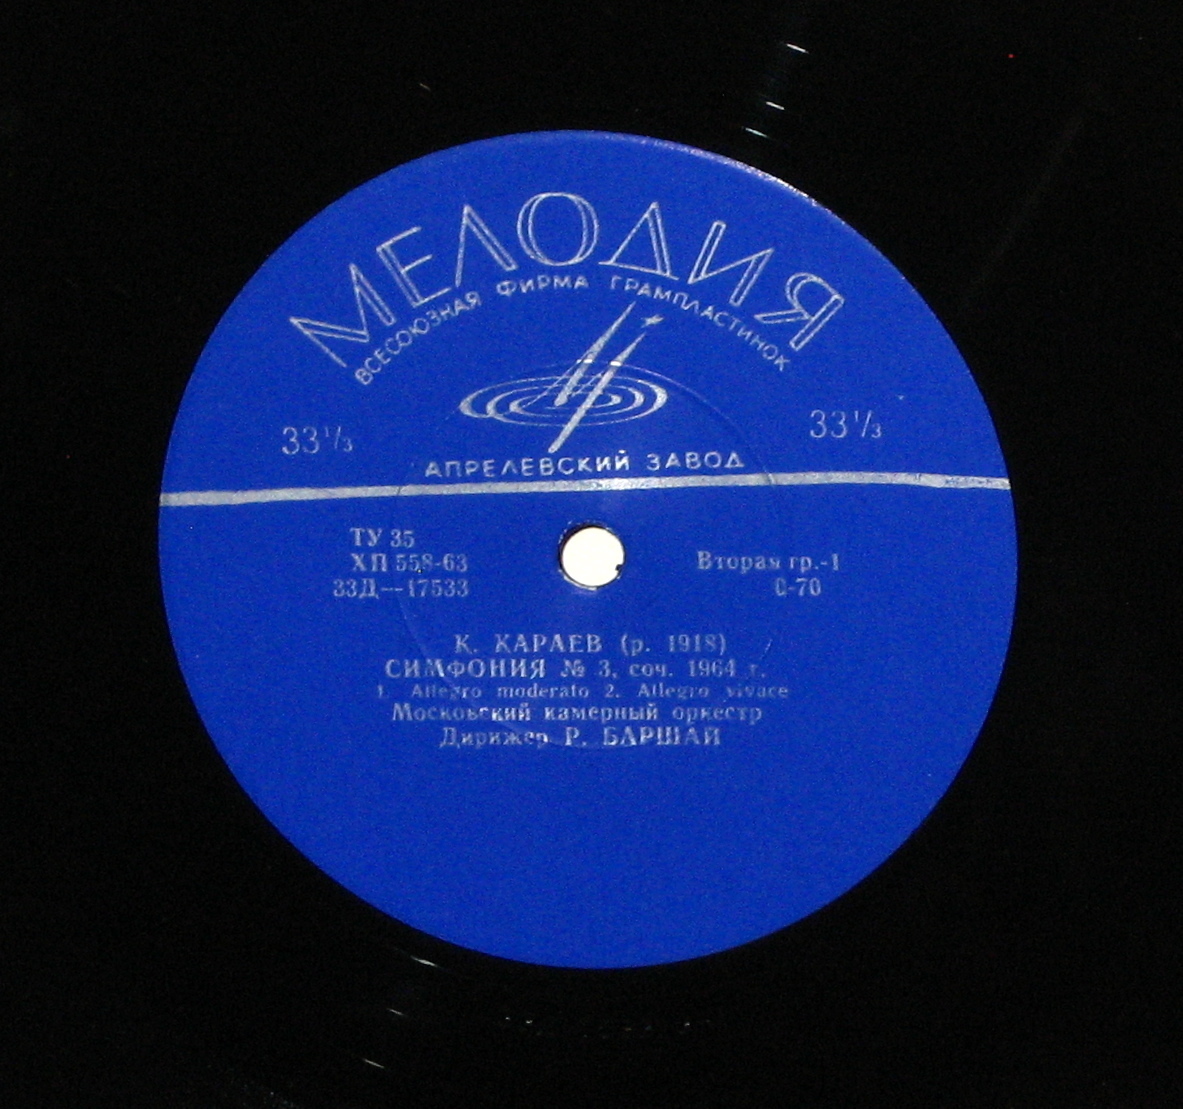 МЕЛОДИЯ
ВСЕСОЮЗНАЯ ФИРМА ГРАМПЛАСТИНОК
33⅓ 33⅓
АПРЕЛЕВСКИЙ ЗАВОД
ТУ 35
ХП 558-63 Вторая гр.-1
33Д—17533 0-70
К. КАРАЕВ (р. 1918)
СИМФОНИЯ № 3, соч. 1964 г.
1. Allegro moderato 2. Allegro vivace
Московский камерный оркестр
Дирижер Р. БАРШАЙ